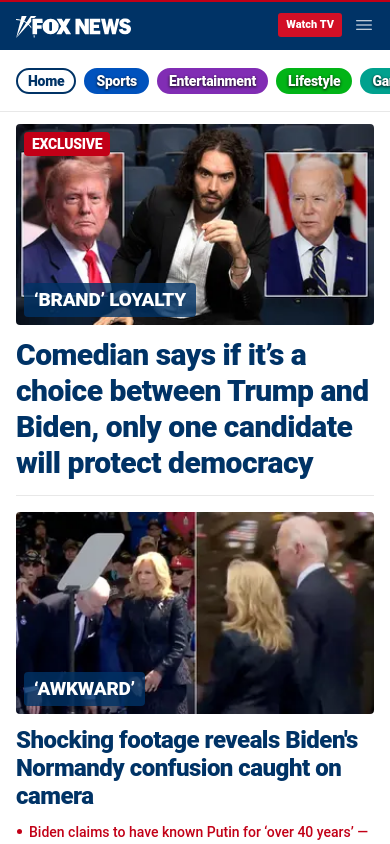 FOX NEWS
Watch TV
Home
Sports
Entertainment
Lifestyle
Ga
EXCLUSIVE
‘BRAND’ LOYALTY
Comedian says if it’s a
choice between Trump and
Biden, only one candidate
will protect democracy
‘AWKWARD’
Shocking footage reveals Biden's
Normandy confusion caught on
camera
• Biden claims to have known Putin for ‘over 40 years’ —